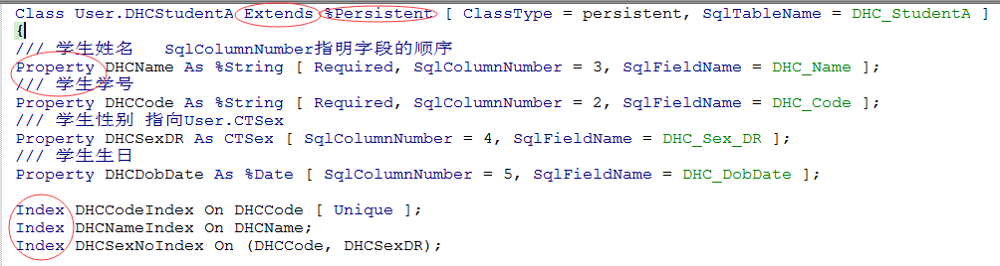 Class User.DHCStudentA Extends %Persistent [ ClassType = persistent, SqlTableName = DHC_StudentA ]
{
/// 学生姓名   SqlColumnNumber指明字段的顺序
Property DHCName As %String [ Required, SqlColumnNumber = 3, SqlFieldName = DHC_Name ];
/// 学生学号
Property DHCCode As %String [ Required, SqlColumnNumber = 2, SqlFieldName = DHC_Code ];
/// 学生性别 指向User.CTSex
Property DHCSexDR As CTSex [ SqlColumnNumber = 4, SqlFieldName = DHC_Sex_DR ];
/// 学生生日
Property DHCDobDate As %Date [ SqlColumnNumber = 5, SqlFieldName = DHC_DobDate ];
Index DHCCodeIndex On DHCCode [ Unique ];
Index DHCNameIndex On DHCName;
Index DHCSexNoIndex On (DHCCode, DHCSexDR);